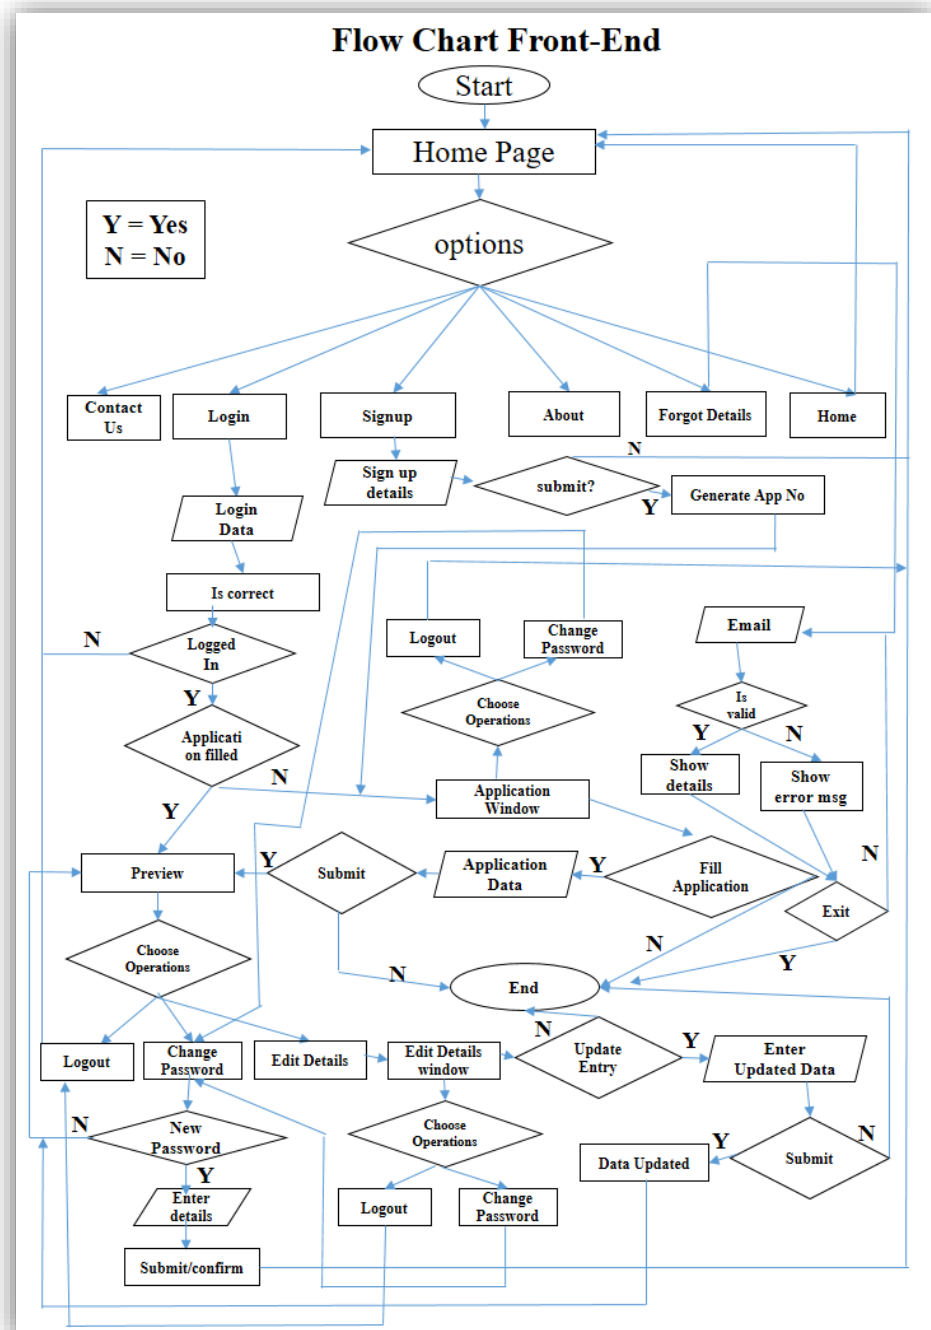 Flow Chart Front-End
Start
Home Page
Y = Yes
N = No
options
Contact
Us
Login
Signup
About
Forgot Details
Home
N
Sign up
details
submit?
Y
Generate App No
Login
Data
Is correct
N
Logged
In
Y
Logout
Change
Password
Email
Choose
Operations
Is
valid
Y
N
Applicati
on filled
N
Y
Application
Window
Show
details
Show
error msg
N
Preview
Y
Submit
Application
Data
Y
Fill
Application
Exit
N
Y
Choose
Operations
N
End
N
Logout
Change
Password
Edit Details
Edit Details
window
Update
Entry
Y
Enter
Updated Data
N
New
Password
Y
Choose
Operations
Data Updated
Y
Submit
N
Enter
details
Logout
Change
Password
Submit/confirm